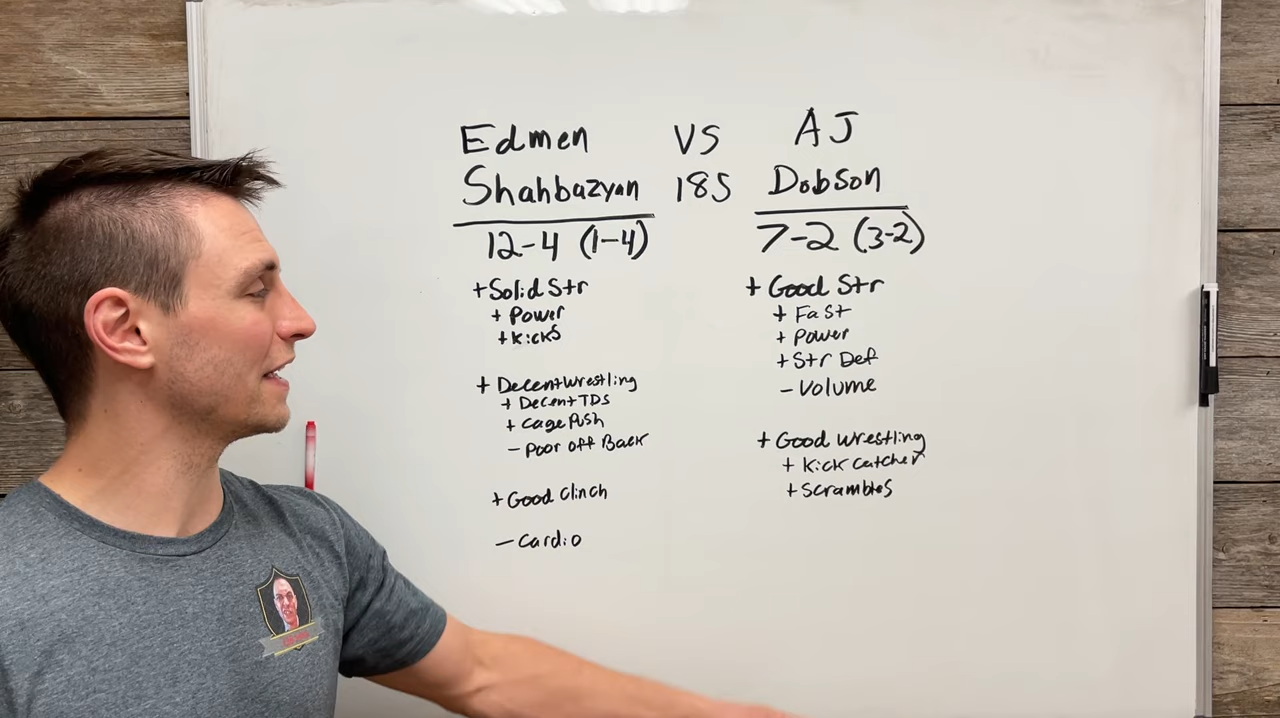 Edmen VS AJ
Shahbazyan 185 Dobson
12-4 (1-4)
7-2 (3-2)
+Solid Str
+ Power
+Kicks
+ Decent Wrestling
+ Decent TDS
+ Cage Push
- Poor off Back
+ Good Clinch
- Cardio
+ Good Str
+ Fast
+ Power
+ Str Def
- Volume
+ Good Wrestling
+ Kick Catcher
+ Scrambles